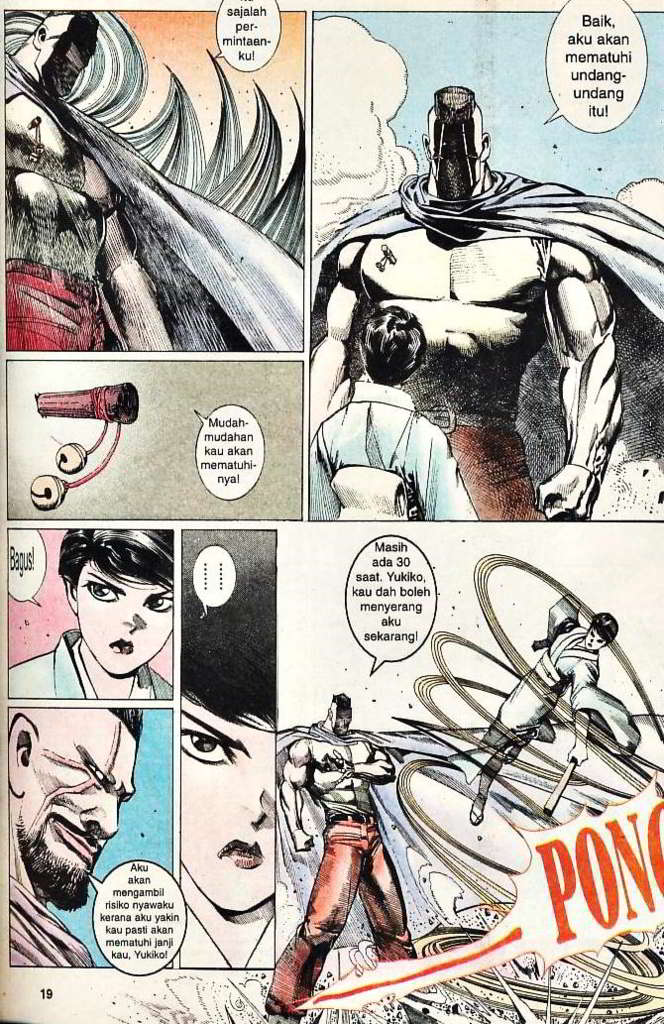 sajalah
per-
mintaan-
ku!
Baik,
aku akan
mematuhi
undang-
undang
itu!
Mudah-
mudahan
kau akan
mematuhi-
nya!
Bagus!
Masih
ada 30
saat. Yukiko,
kau dah boleh
menyerang
aku
sekarang!
Aku
akan
mengambil
risiko nyawaku
kerana aku yakin
kau pasti akan
mematuhi janji
kau, Yukiko!
PONG
19